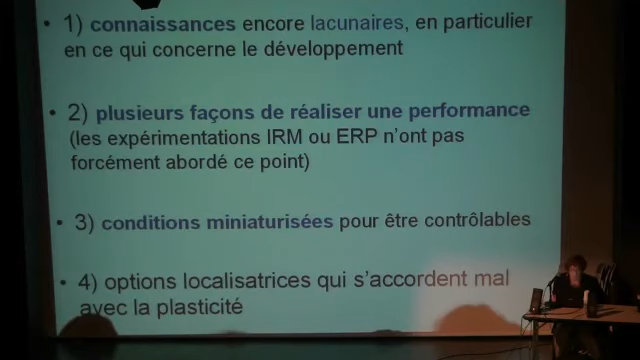 • 1) connaissances encore lacunaires, en particulier
en ce qui concerne le développement
• 2) plusieurs façons de réaliser une performance
(les expérimentations IRM ou ERP n'ont pas
forcément abordé ce point)
• 3) conditions miniaturisées pour être contrôlables
• 4) options localisatrices qui s'accordent mal
avec la plasticité